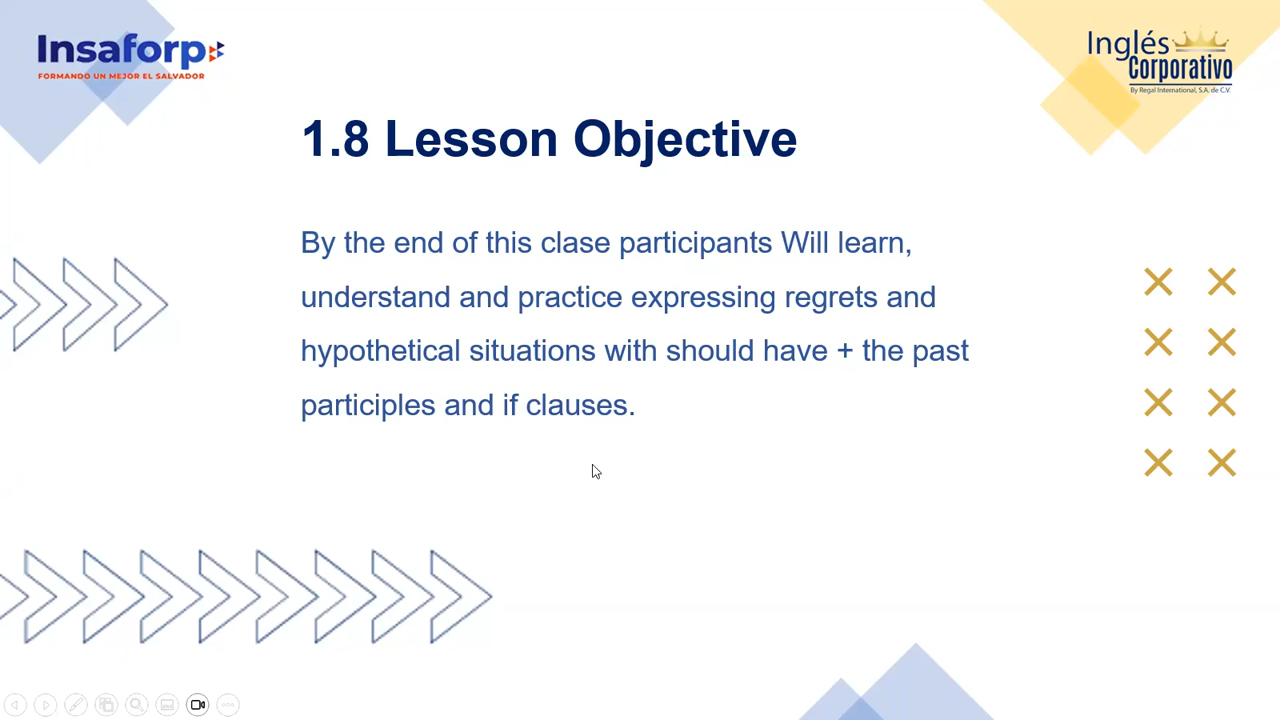 Insaforp
FORMANDO UN MEJOR EL SALVADOR
Inglés
Corporativo
By Regal International, S.A. de C.V.
1.8 Lesson Objective
By the end of this clase participants Will learn,
understand and practice expressing regrets and
hypothetical situations with should have + the past
participles and if clauses.